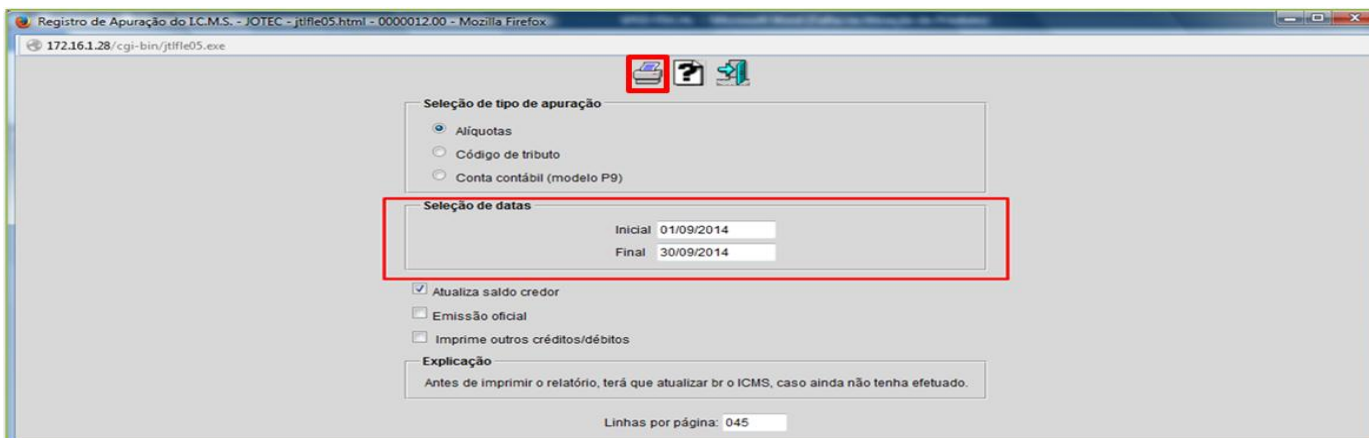 Registro de Apuração do I.C.M.S. - JOTEC - jtlfle05.html - 0000012.00 - Mozilla Firefox
172.16.1.28/cgi-bin/jtlfle05.exe
Seleção de tipo de apuração
Alíquotas
Código de tributo
Conta contábil (modelo P9)
Seleção de datas
Inicial 01/09/2014
Final 30/09/2014
Atualiza saldo credor
Emissão oficial
Imprime outros créditos/débitos
Explicação
Antes de imprimir o relatório, terá que atualizar br o ICMS, caso ainda não tenha efetuado.
Linhas por página: 045